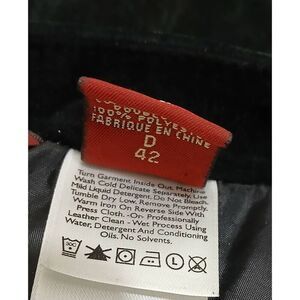 100% POLYES
FABRIQUE EN CHINE
D
42
Turn Garment Inside Out. Machine
Wash Cold Delicate Separately. Use
Mild Liquid Detergent. Do Not Bleach.
Tumble Dry Low. Remove Promptly.
Warm Iron On Reverse Side With
Press Cloth. -Or- Professionally
Leather Clean - Wet Process Using
Water, Detergent And Conditioning
Oils. No Solvents.
L